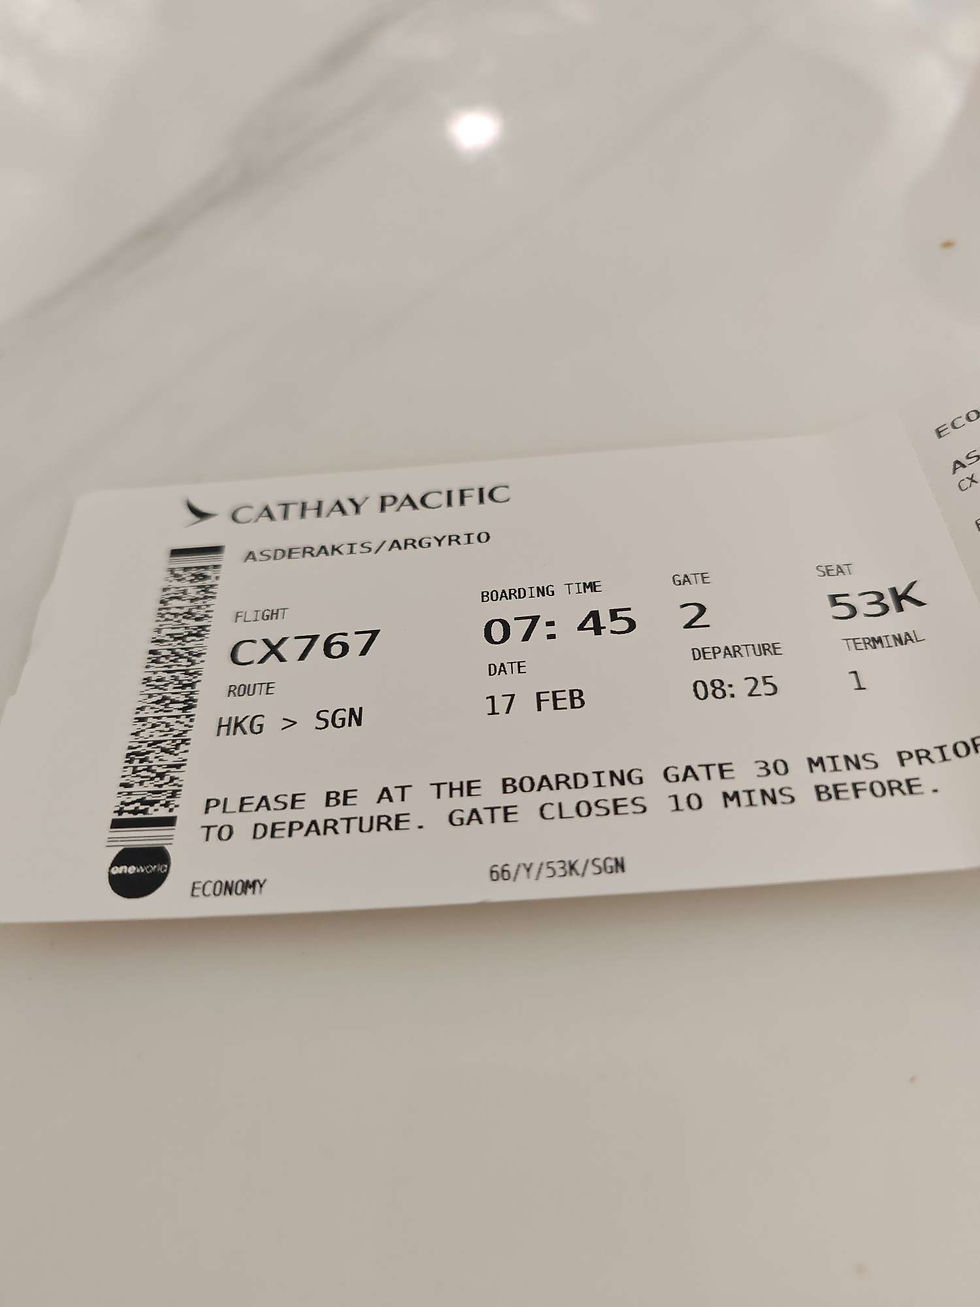 CATHAY PACIFIC
ASDERAKIS/ARGYRIO
FLIGHT BOARDING TIME GATE SEAT
CX767 07: 45 2 53K
ROUTE DATE DEPARTURE TERMINAL
HKG > SGN 17 FEB 08: 25 1
PLEASE BE AT THE BOARDING GATE 30 MINS PRIOR
TO DEPARTURE. GATE CLOSES 10 MINS BEFORE.
oneworld
ECONOMY 66/Y/53K/SGN
ECO
AS
CX